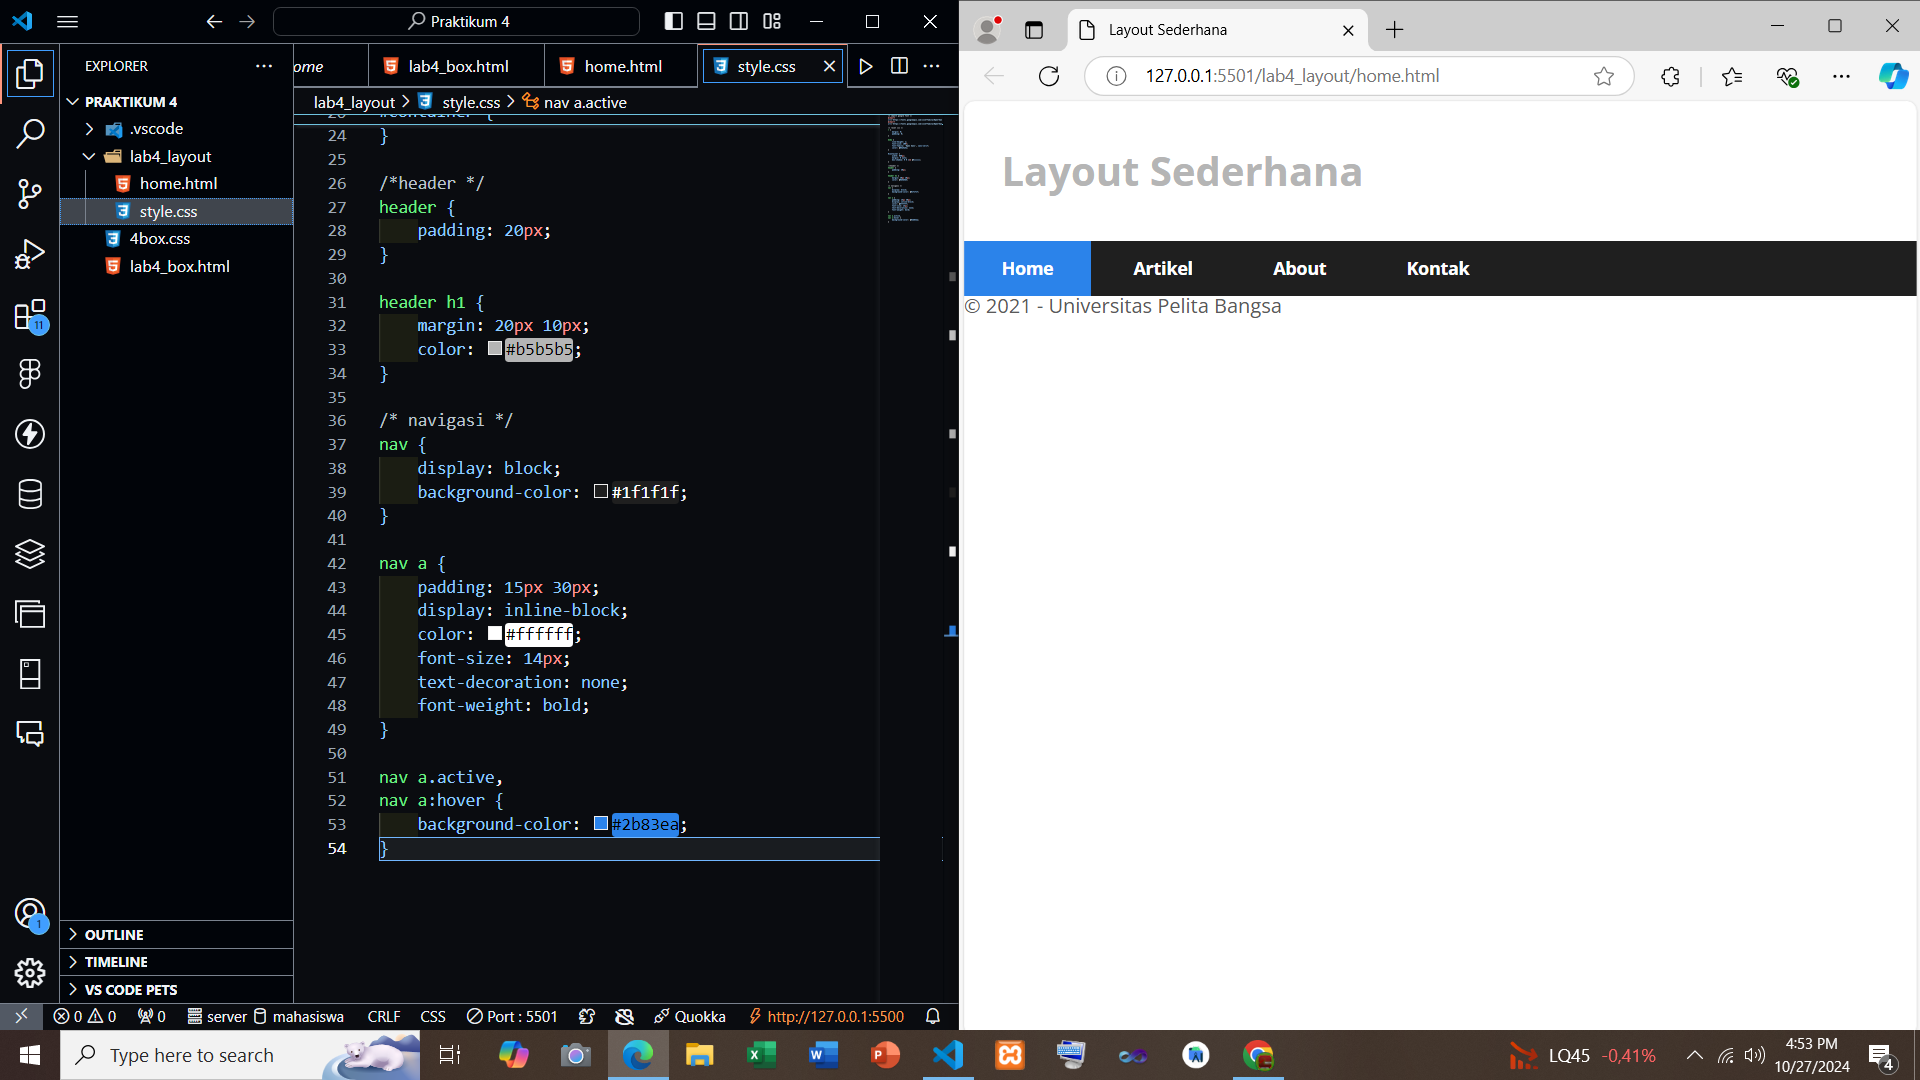 Praktikum 4
EXPLORER
PRAKTIKUM 4
.vscode
lab4_layout
home.html
style.css
4box.css
lab4_box.html
OUTLINE
TIMELINE
VS CODE PETS
ome
lab4_box.html
home.html
style.css
lab4_layout > style.css > nav a.active
24 }
25
26 /*header */
27 header {
28 padding: 20px;
29 }
30
31 header h1 {
32 margin: 20px 10px;
33 color: #b5b5b5;
34 }
35
36 /* navigasi */
37 nav {
38 display: block;
39 background-color: #1f1f1f;
40 }
41
42 nav a {
43 padding: 15px 30px;
44 display: inline-block;
45 color: #ffffff;
46 font-size: 14px;
47 text-decoration: none;
48 font-weight: bold;
49 }
50
51 nav a.active,
52 nav a:hover {
53 background-color: #2b83ea;
54 }
11
1
0 0 0 server mahasiswa CRLF CSS Port : 5501 Quokka http://127.0.0.1:5500
Layout Sederhana
127.0.0.1:5501/lab4_layout/home.html
Layout Sederhana
Home Artikel About Kontak
© 2021 - Universitas Pelita Bangsa
Type here to search
LQ45 -0,41%
4:53 PM
10/27/2024
4